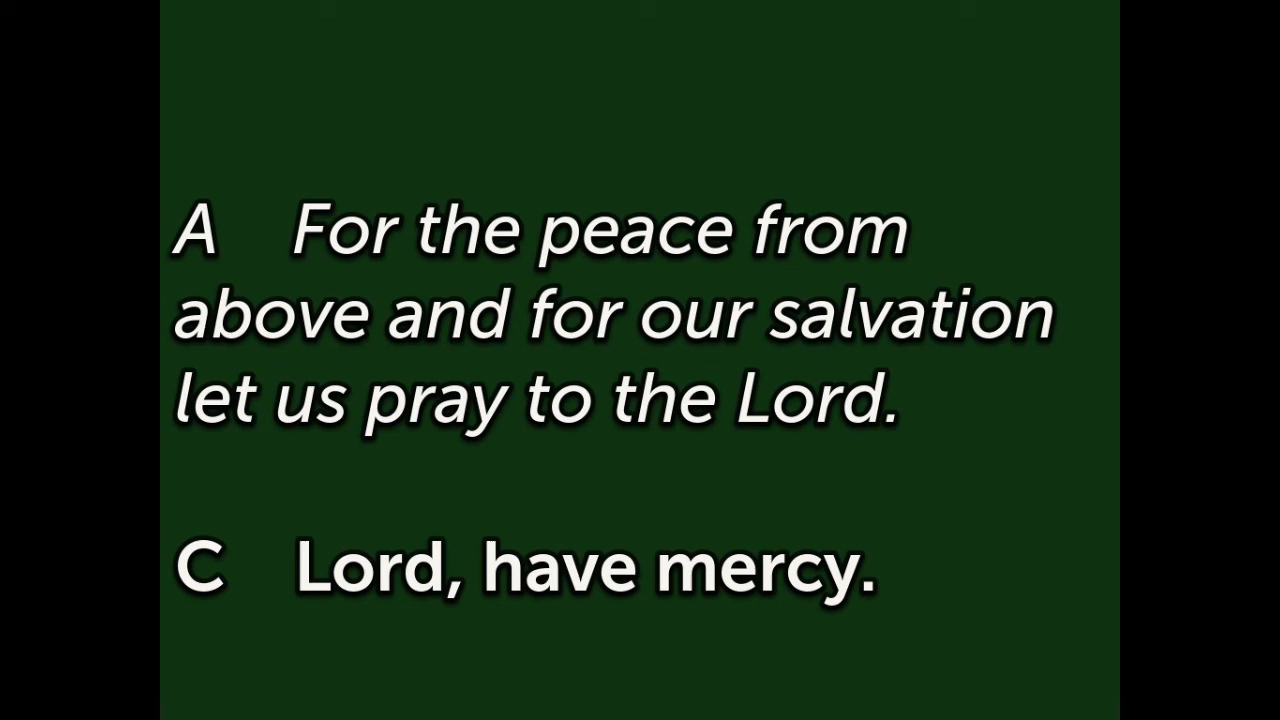 A For the peace from
above and for our salvation
let us pray to the Lord.
C Lord, have mercy.